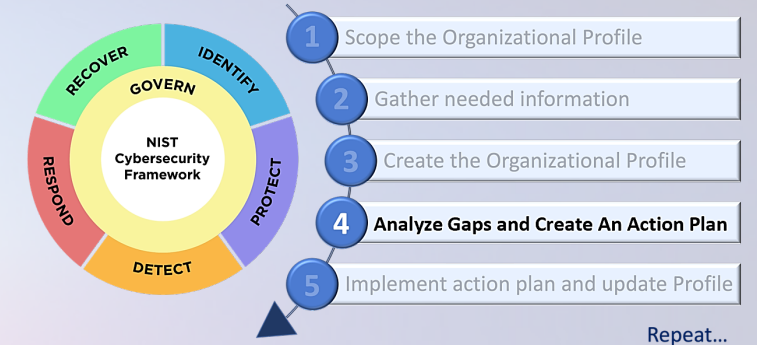 RECOVER
IDENTIFY
GOVERN
NIST
Cybersecurity
Framework
RESPOND
PROTECT
DETECT
1 Scope the Organizational Profile
2 Gather needed information
3 Create the Organizational Profile
4 Analyze Gaps and Create An Action Plan
5 Implement action plan and update Profile
Repeat...